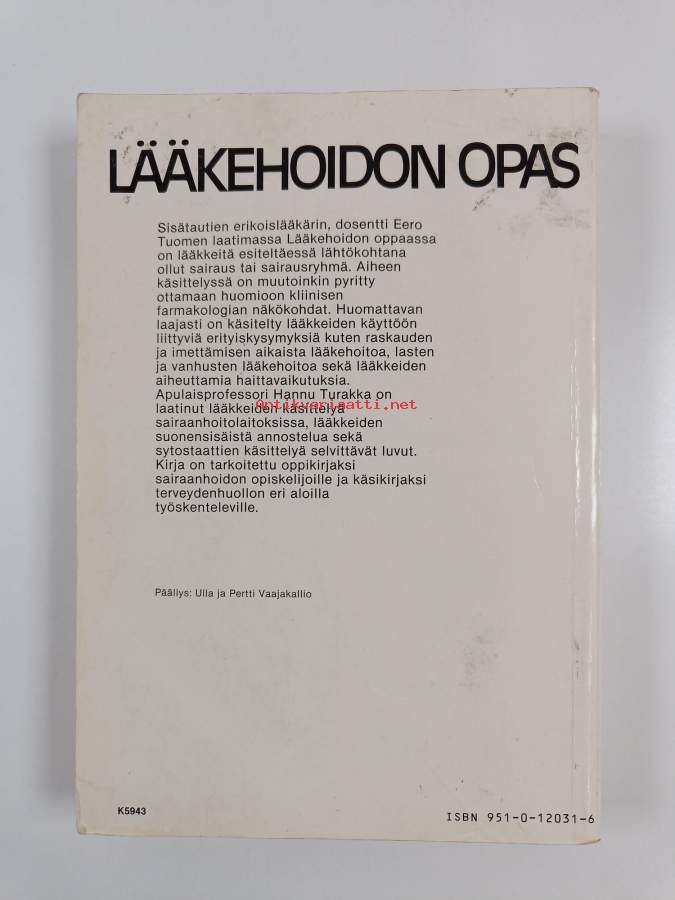 LÄÄKEHOIDON OPAS
Sisätautien erikoislääkärin, dosentti Eero
Tuomen laatimassa Lääkehoidon oppaassa
on lääkkeitä esiteltäessä lähtökohtana
ollut sairaus tai sairausryhmä. Aiheen
käsittelyssä on muutoinkin pyritty
ottamaan huomioon kliinisen
farmakologian näkökohdat. Huomattavan
laajasti on käsitelty lääkkeiden käyttöön
liittyviä erityiskysymyksiä kuten raskauden
ja imettämisen aikaista lääkehoitoa, lasten
ja vanhusten lääkehoitoa sekä lääkkeiden
aiheuttamia haittavaikutuksia.
Apulaisprofessori Hannu Turakka on
laatinut lääkkeiden käsittelyä
Antikvariaatti.net
sairaanhoitolaitoksissa, lääkkeiden
suonensisäistä annostelua sekä
sytostaattien käsittelyä selvittävät luvut.
Kirja on tarkoitettu oppikirjaksi
sairaanhoidon opiskelijoille ja käsikirjaksi
terveydenhuollon eri aloilla
työskenteleville.
Päällys: Ulla ja Pertti Vaajakallio
K5943
ISBN 951-0-12031-6